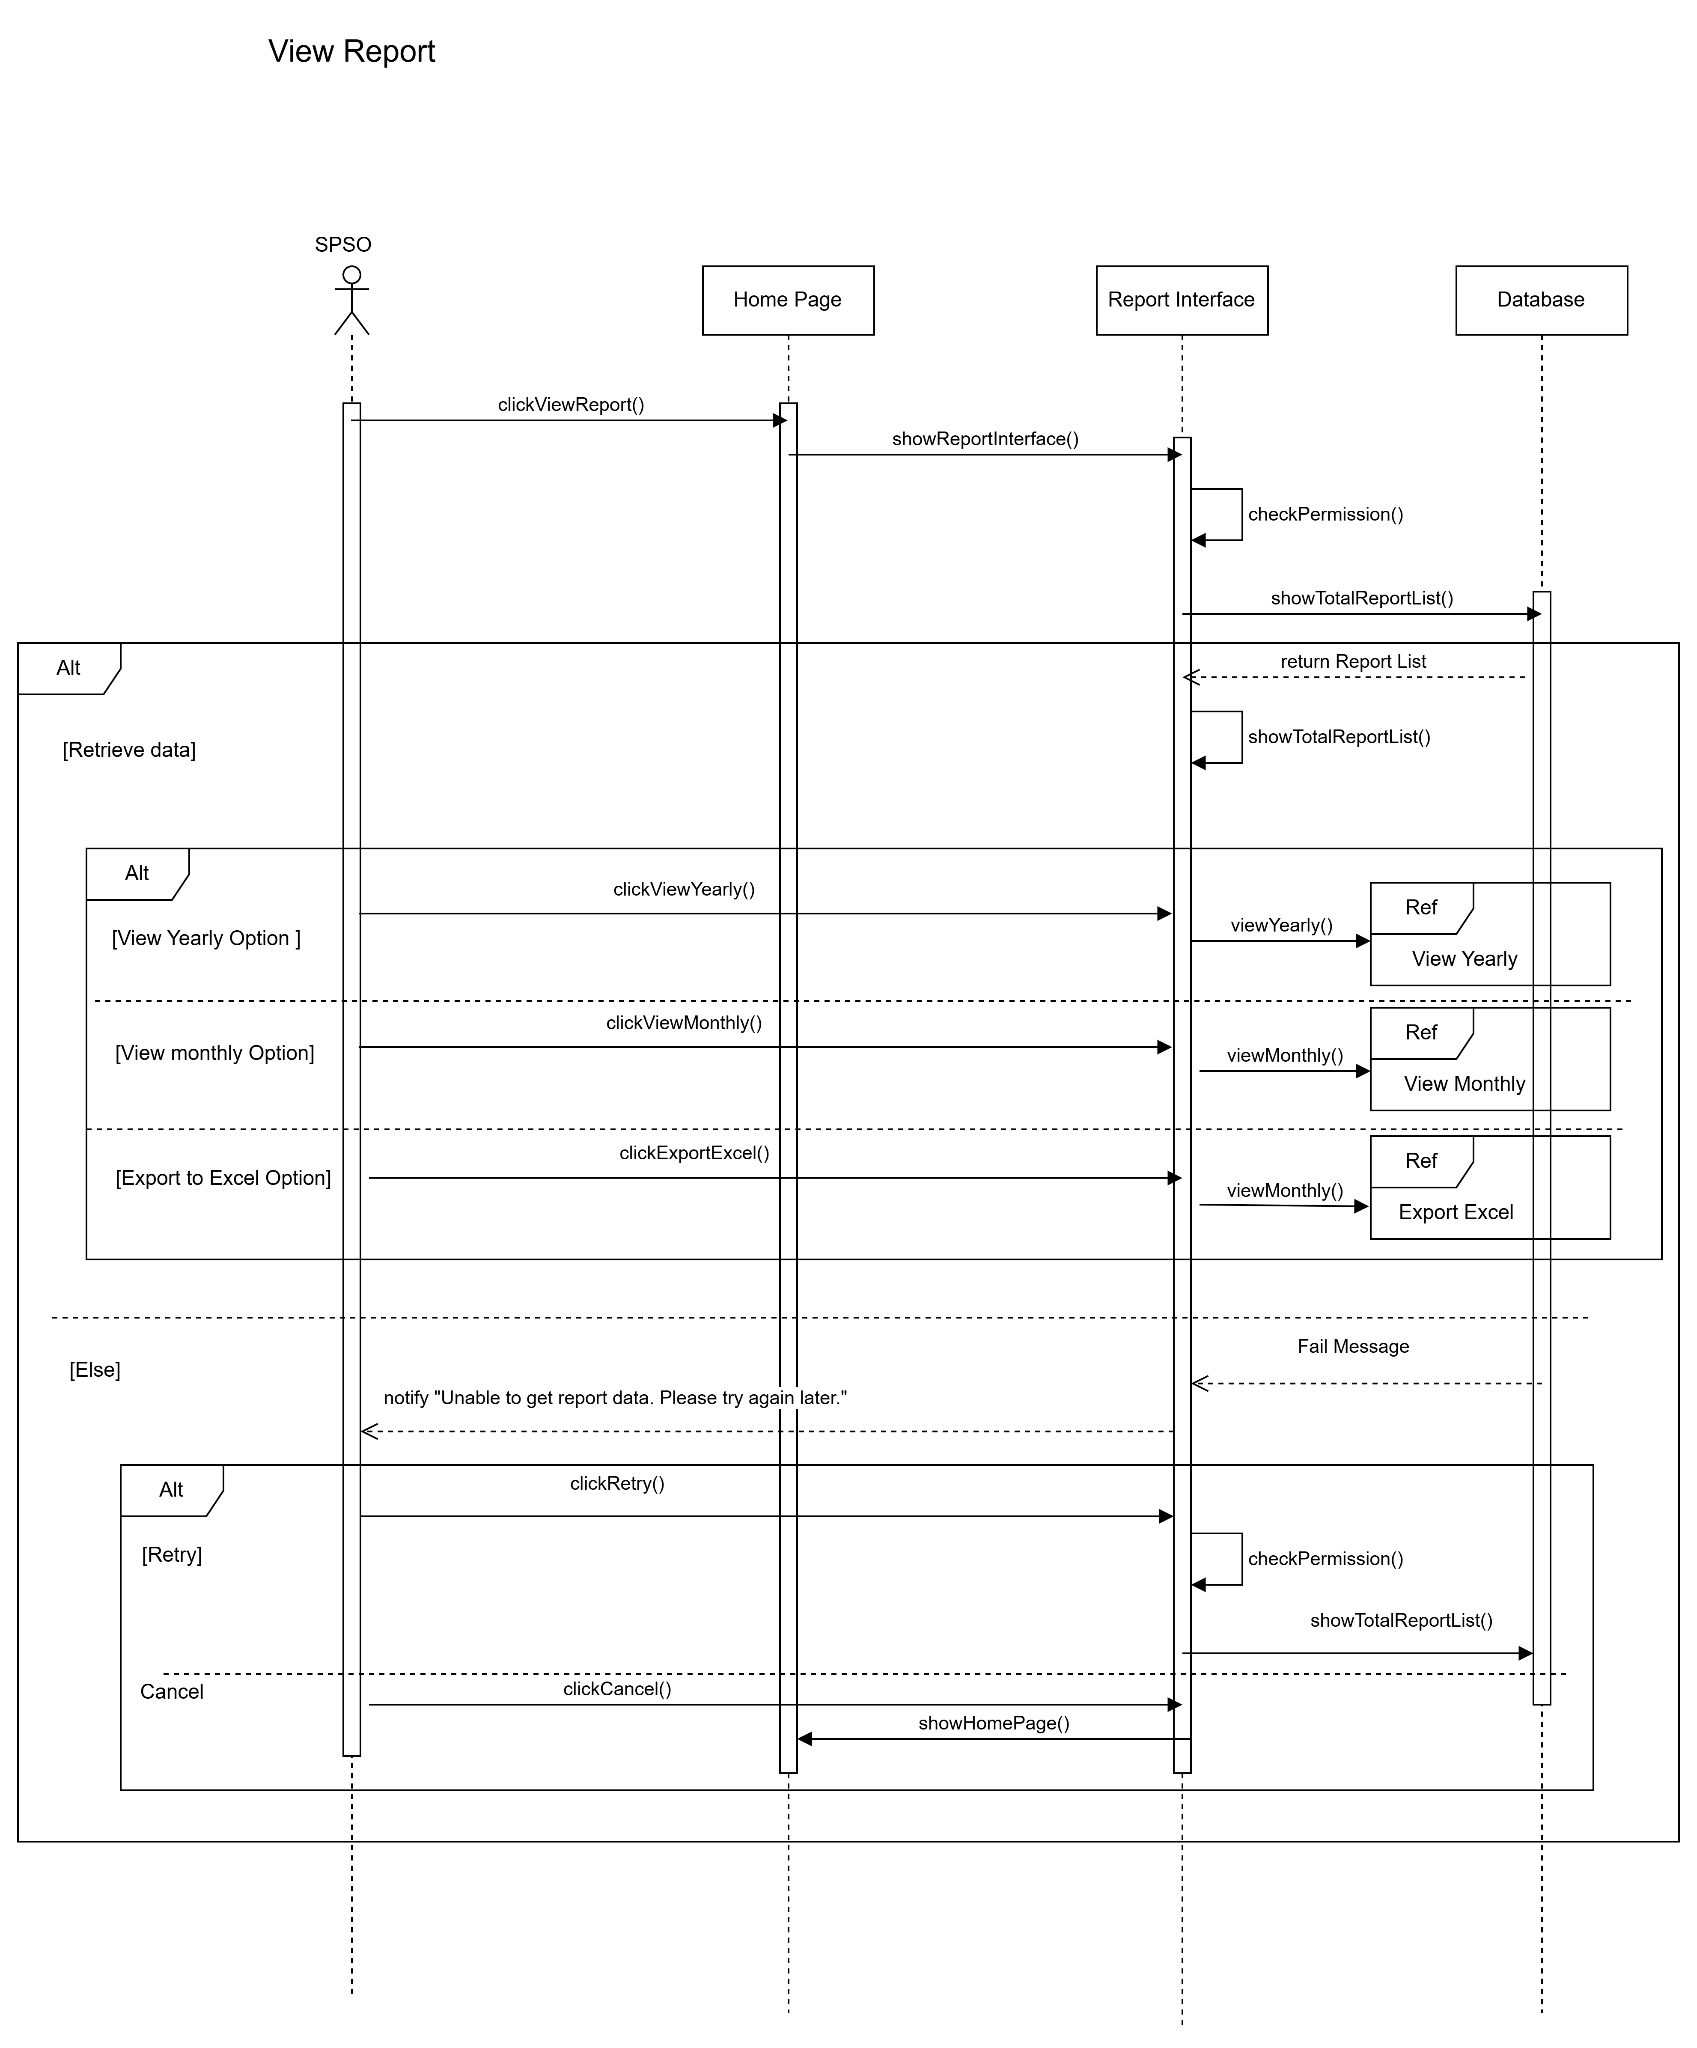 View Report
SPSO
Home Page
Report Interface
Database
clickViewReport()
showReportInterface()
checkPermission()
showTotalReportList()
Alt
return Report List
showTotalReportList()
[Retrieve data]
Alt
clickViewYearly()
Ref
viewYearly()
[View Yearly Option ]
View Yearly
clickViewMonthly()
Ref
[View monthly Option]
viewMonthly()
View Monthly
clickExportExcel()
Ref
[Export to Excel Option]
viewMonthly()
Export Excel
Fail Message
[Else]
notify "Unable to get report data. Please try again later."
Alt
clickRetry()
[Retry]
checkPermission()
showTotalReportList()
Cancel
clickCancel()
showHomePage()